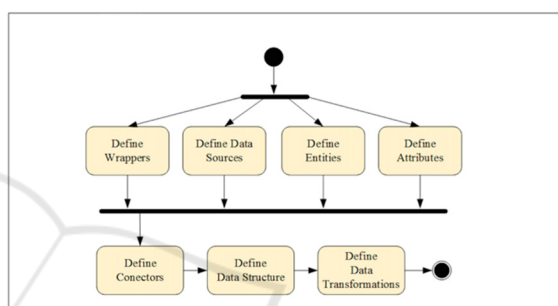 Define
Wrappers
Define Data
Sources
Define
Entities
Define
Attributes
Define
Conectors
Define
Data Structure
Define
Data
Transformations